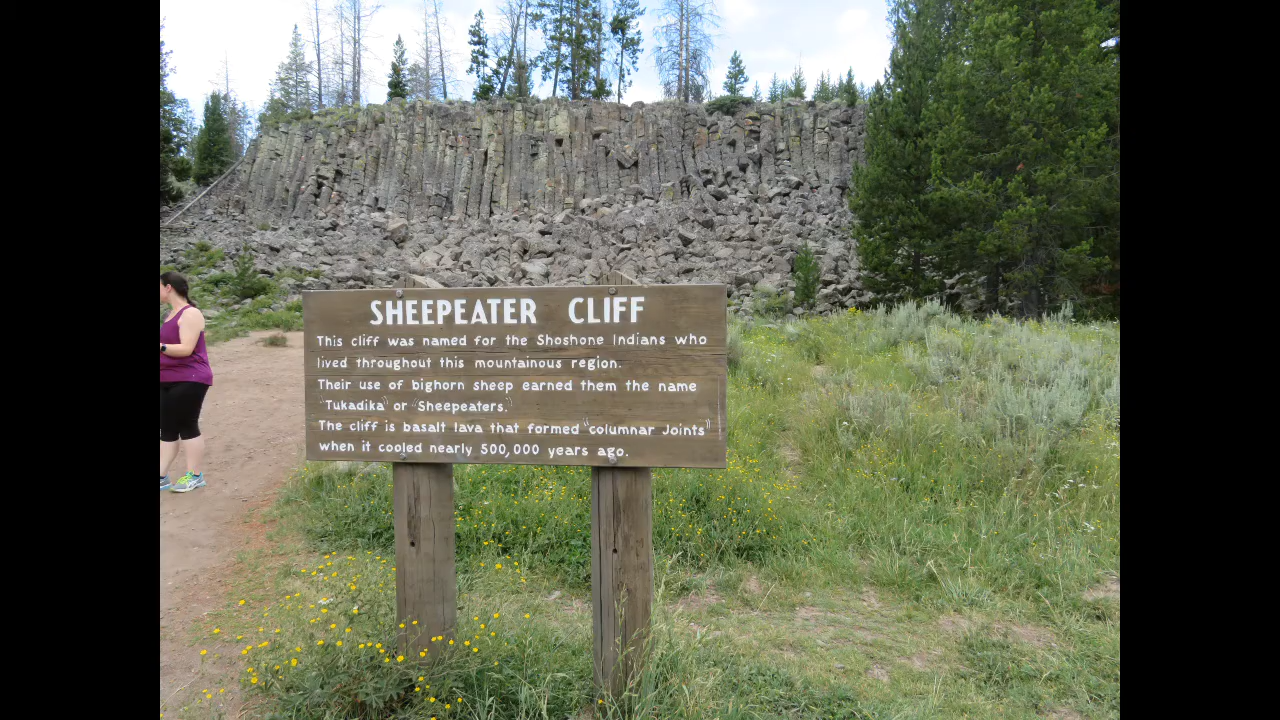 SHEEPEATER CLIFF
This cliff was named for the Shoshone Indians who
lived throughout this mountainous region.
Their use of bighorn sheep earned them the name
"Tukadika" or "Sheepeaters."
The cliff is basalt lava that formed "columnar Joints"
when it cooled nearly 500,000 years ago.